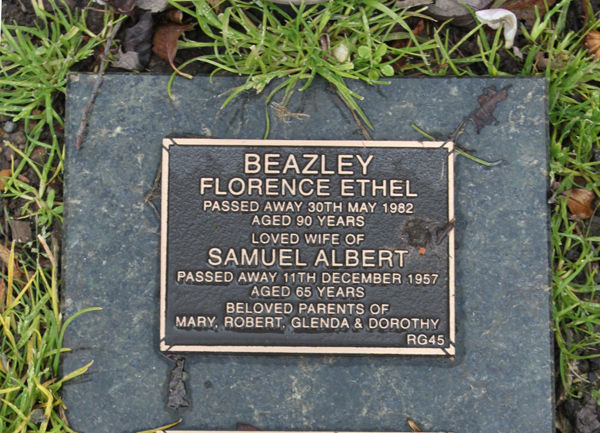 BEAZLEY
FLORENCE ETHEL
PASSED AWAY 30TH MAY 1982
AGED 90 YEARS
LOVED WIFE OF
SAMUEL ALBERT
PASSED AWAY 11TH DECEMBER 1957
AGED 65 YEARS
BELOVED PARENTS OF
MARY, ROBERT, GLENDA & DOROTHY
RG45